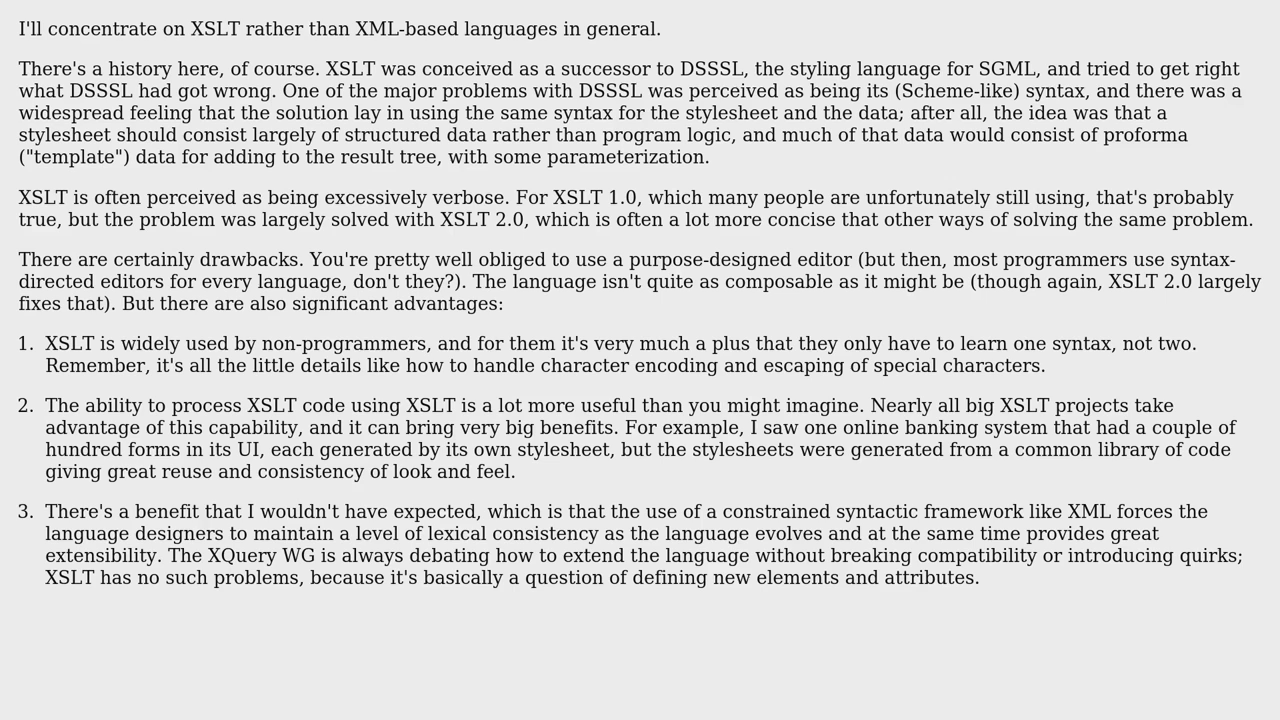 I'll concentrate on XSLT rather than XML-based languages in general.
There's a history here, of course. XSLT was conceived as a successor to DSSSL, the styling language for SGML, and tried to get right
what DSSSL had got wrong. One of the major problems with DSSSL was perceived as being its (Scheme-like) syntax, and there was a
widespread feeling that the solution lay in using the same syntax for the stylesheet and the data; after all, the idea was that a
stylesheet should consist largely of structured data rather than program logic, and much of that data would consist of proforma
("template") data for adding to the result tree, with some parameterization.
XSLT is often perceived as being excessively verbose. For XSLT 1.0, which many people are unfortunately still using, that's probably
true, but the problem was largely solved with XSLT 2.0, which is often a lot more concise that other ways of solving the same problem.
There are certainly drawbacks. You're pretty well obliged to use a purpose-designed editor (but then, most programmers use syntax-
directed editors for every language, don't they?). The language isn't quite as composable as it might be (though again, XSLT 2.0 largely
fixes that). But there are also significant advantages:
1. XSLT is widely used by non-programmers, and for them it's very much a plus that they only have to learn one syntax, not two.
Remember, it's all the little details like how to handle character encoding and escaping of special characters.
2. The ability to process XSLT code using XSLT is a lot more useful than you might imagine. Nearly all big XSLT projects take
advantage of this capability, and it can bring very big benefits. For example, I saw one online banking system that had a couple of
hundred forms in its UI, each generated by its own stylesheet, but the stylesheets were generated from a common library of code
giving great reuse and consistency of look and feel.
3. There's a benefit that I wouldn't have expected, which is that the use of a constrained syntactic framework like XML forces the
language designers to maintain a level of lexical consistency as the language evolves and at the same time provides great
extensibility. The XQuery WG is always debating how to extend the language without breaking compatibility or introducing quirks;
XSLT has no such problems, because it's basically a question of defining new elements and attributes.